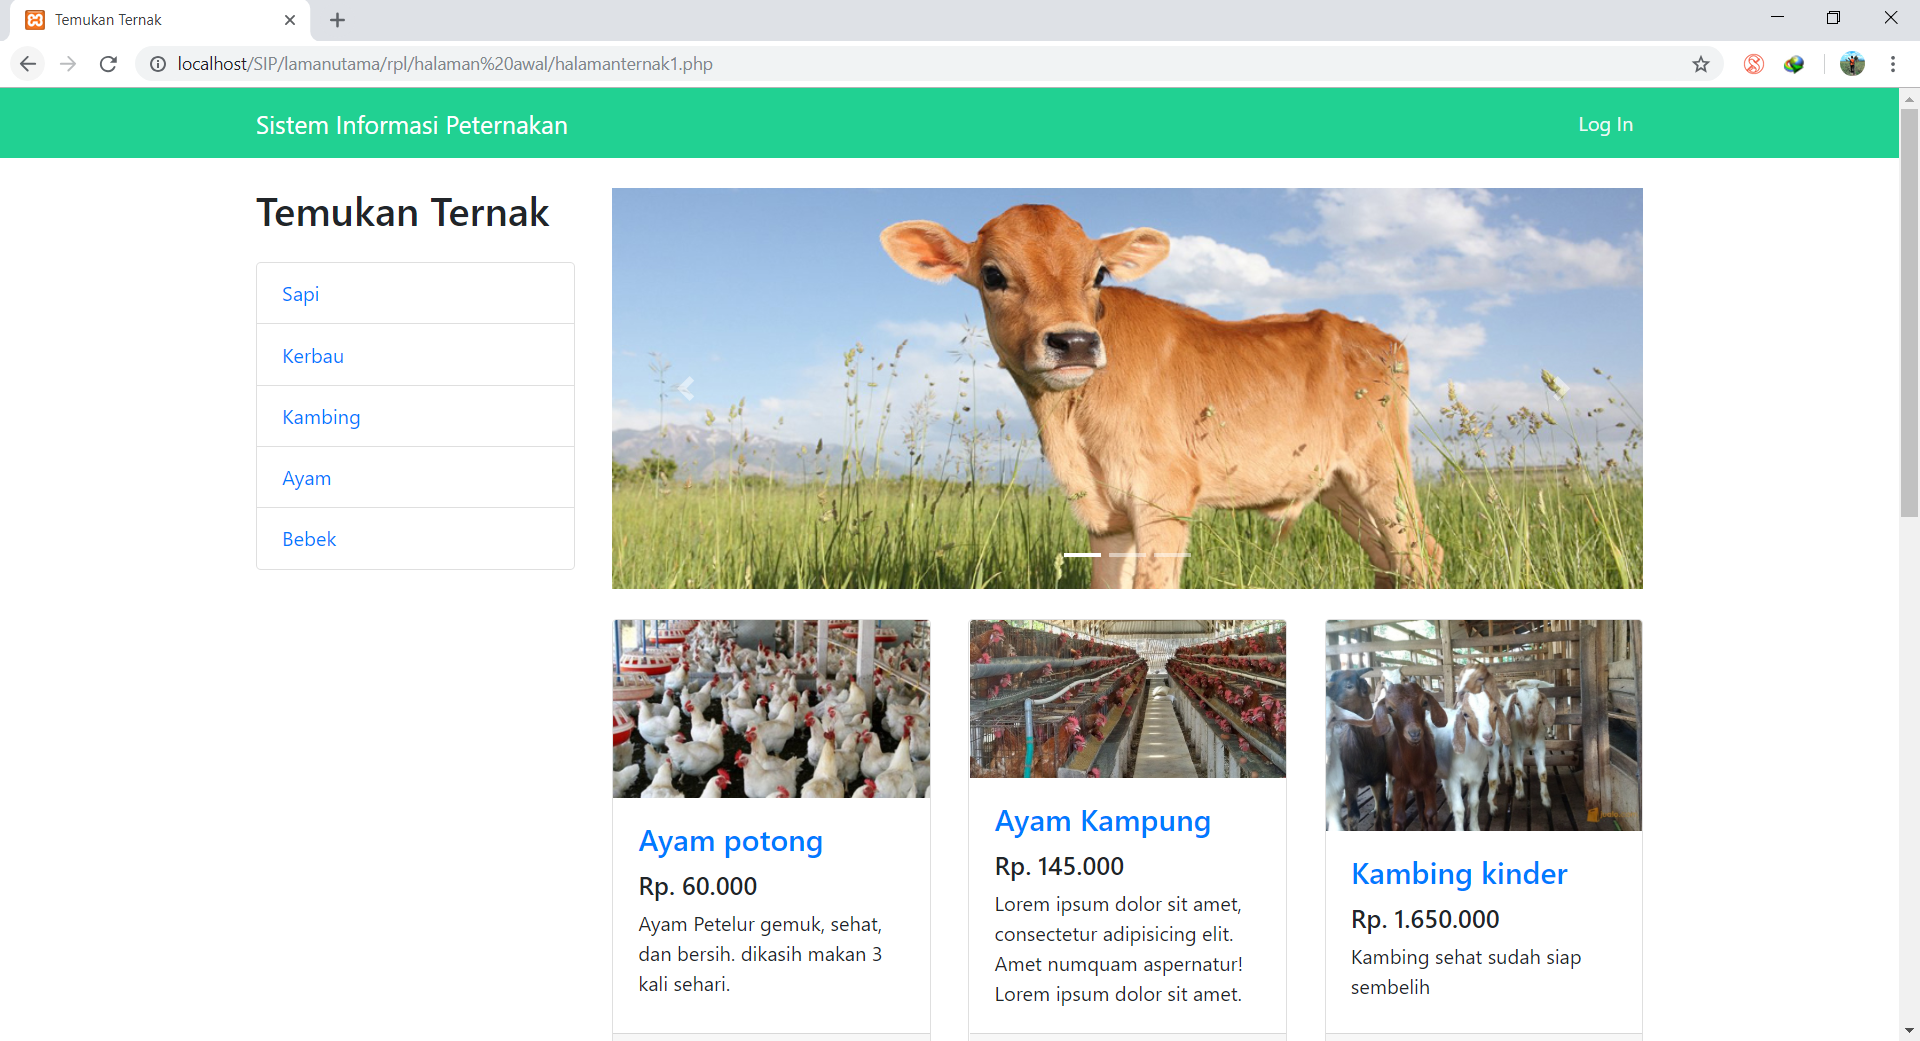 Temukan Ternak
localhost/SIP/lamanutama/rpl/halaman%20awal/halamanternak1.php
Sistem Informasi Peternakan
Log In
Temukan Ternak
Sapi
Kerbau
Kambing
Ayam
Bebek
Ayam potong
Rp. 60.000
Ayam Petelur gemuk, sehat,
dan bersih. dikasih makan 3
kali sehari.
Ayam Kampung
Rp. 145.000
Lorem ipsum dolor sit amet,
consectetur adipisicing elit.
Amet numquam aspernatur!
Lorem ipsum dolor sit amet.
Kambing kinder
Rp. 1.650.000
Kambing sehat sudah siap
sembelih